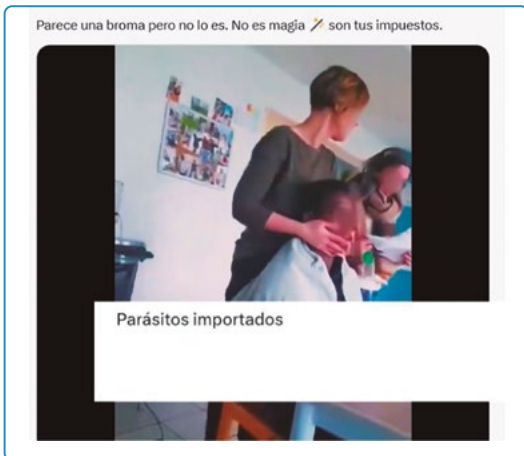 Parece una broma pero no lo es. No es magia 🪄 son tus impuestos.
Parásitos importados